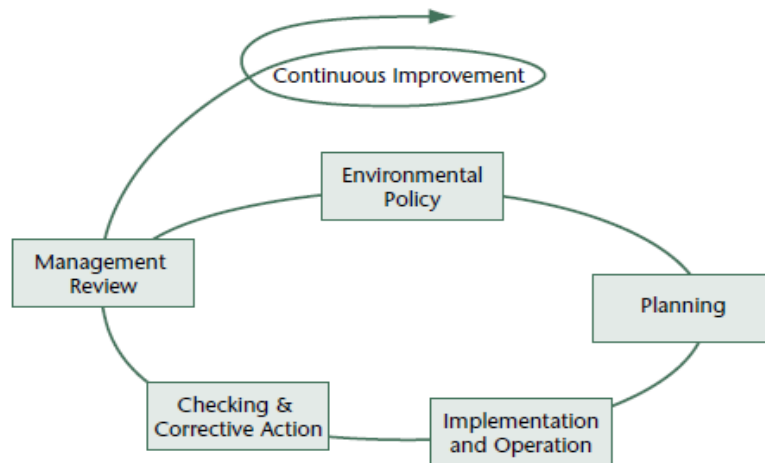 Continuous Improvement
Environmental
Policy
Management
Review
Planning
Checking &
Corrective Action
Implementation
and Operation